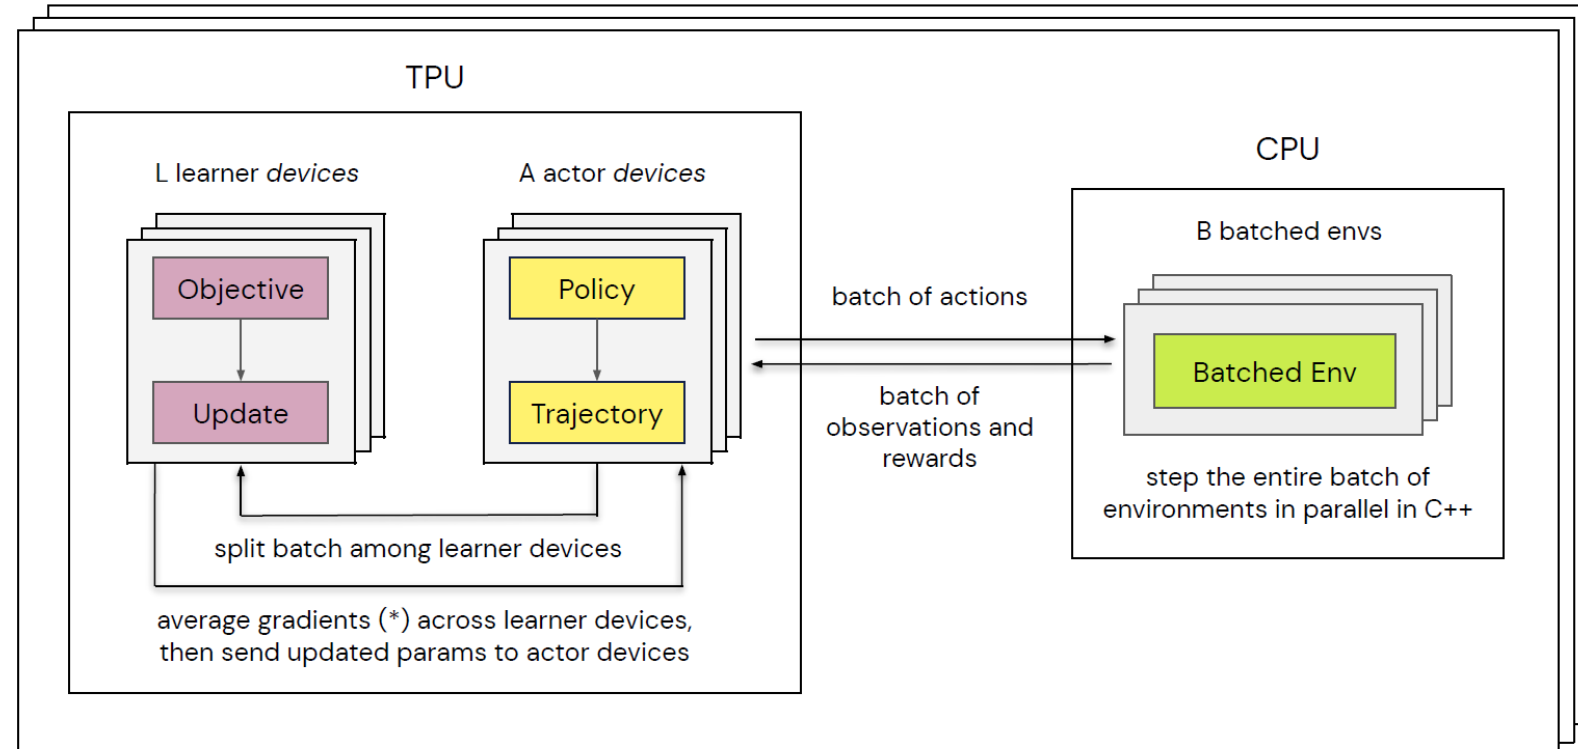 TPU
L learner devices
A actor devices
Objective
Update
Policy
Trajectory
split batch among learner devices
average gradients (*) across learner devices,
then send updated params to actor devices
batch of actions
batch of
observations and
rewards
CPU
B batched envs
Batched Env
step the entire batch of
environments in parallel in C++